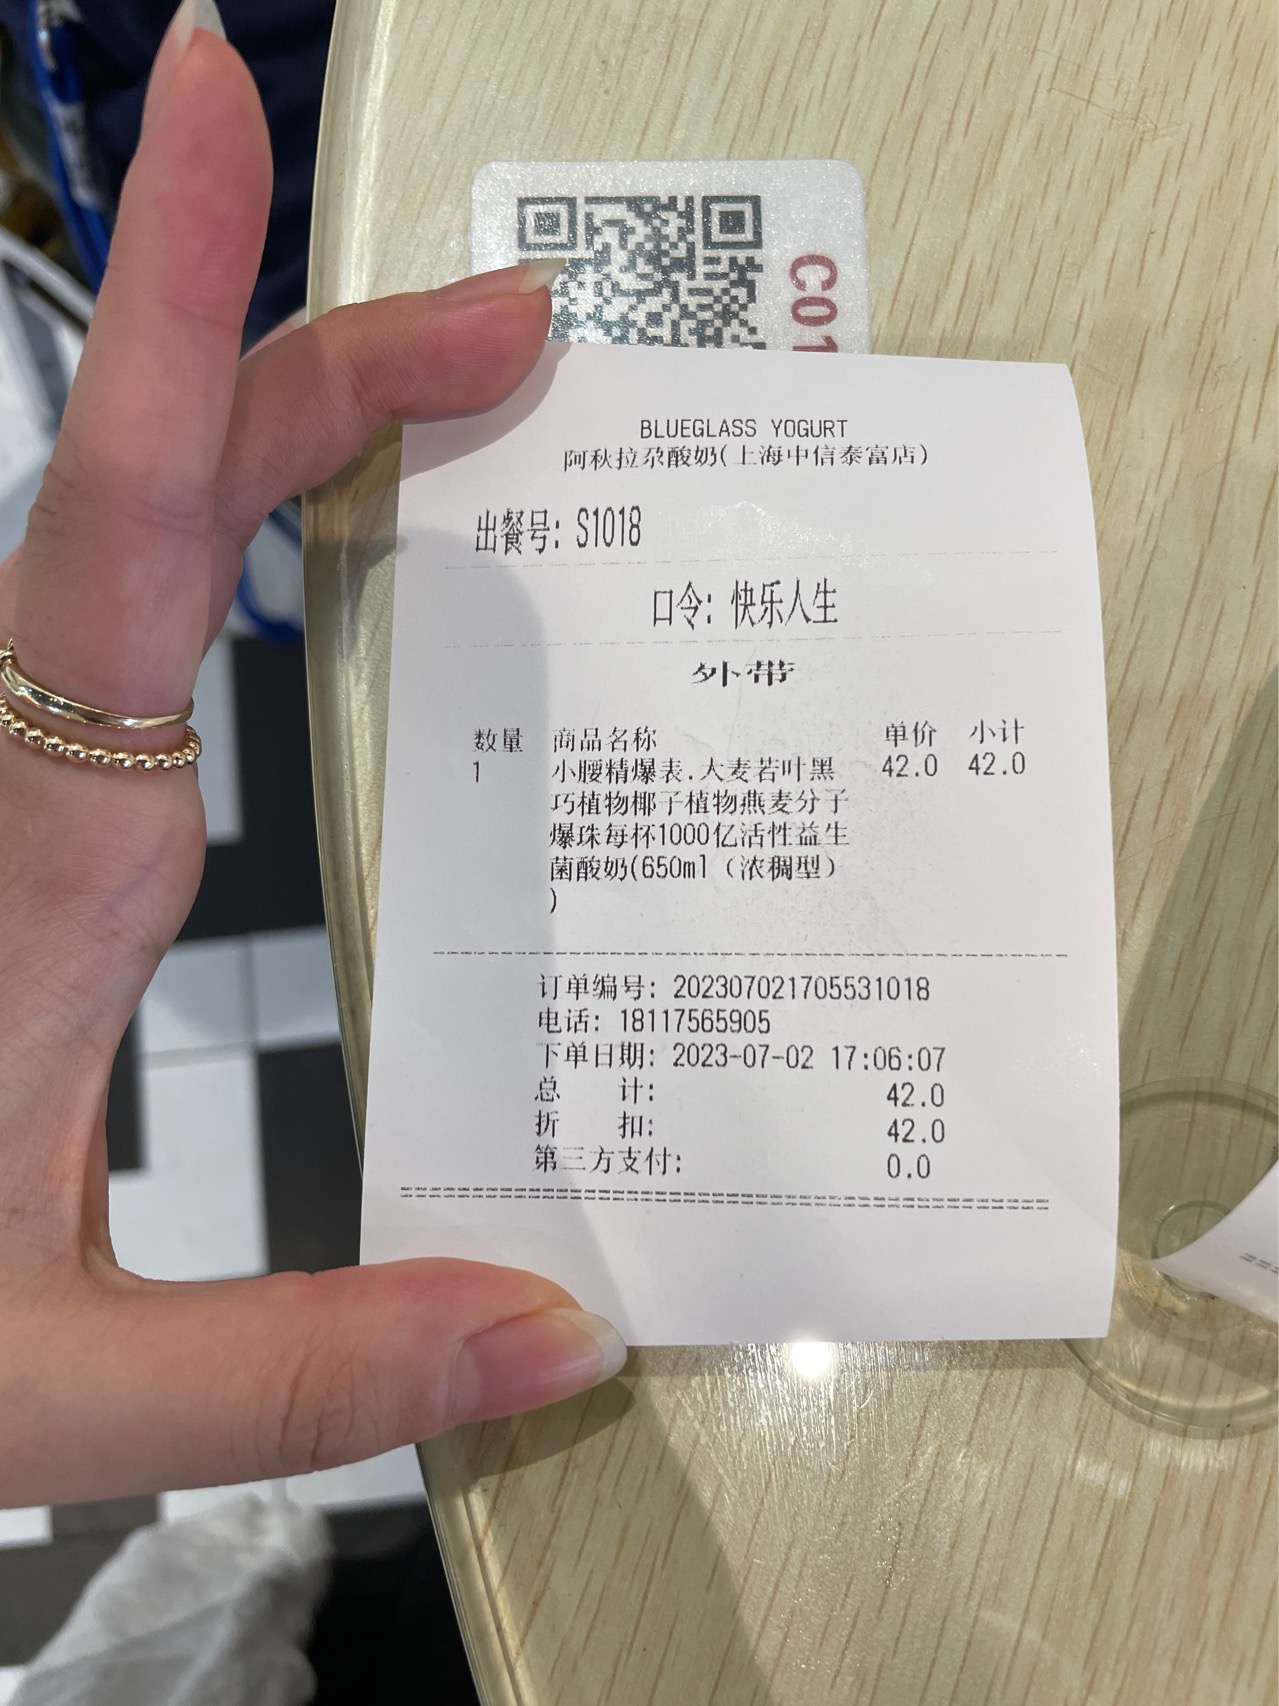 C01
BLUEGLASS YOGURT
阿秋拉尕酸奶(上海中信泰富店)
出餐号: S1018
口令: 快乐人生
外带
数量 商品名称 单价 小计
1 小腰精爆表.大麦若叶黑 42.0 42.0
巧植物椰子植物燕麦分子
爆珠每杯1000亿活性益生
菌酸奶(650ml（浓稠型）
)
订单编号: 202307021705531018
电话: 18117565905
下单日期: 2023-07-02 17:06:07
总 计: 42.0
折 扣: 42.0
第三方支付: 0.0